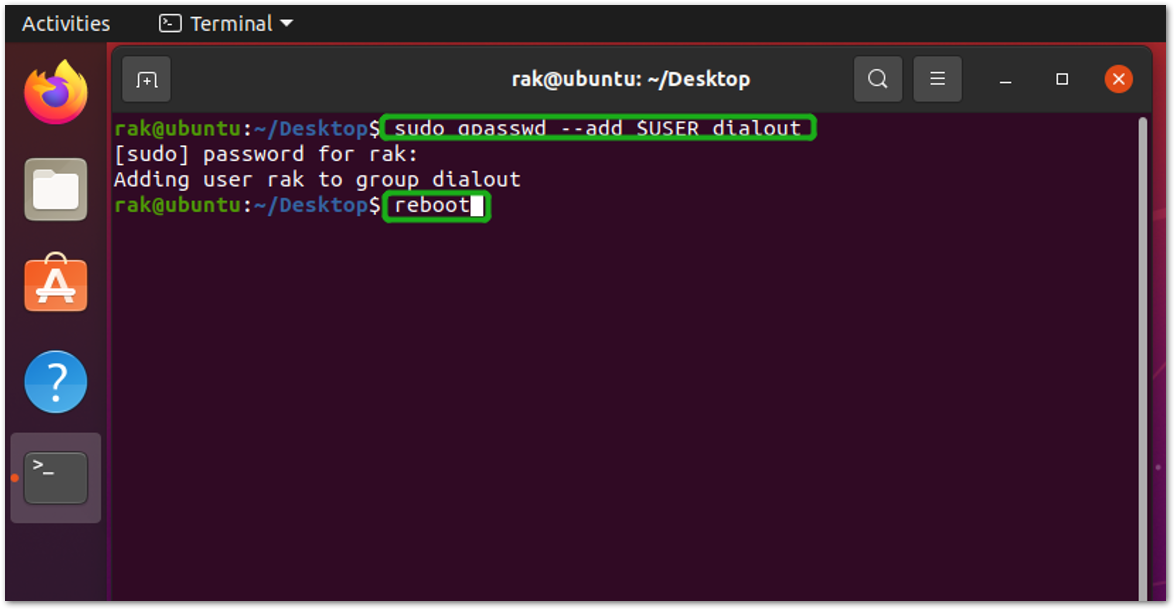 Activities
Terminal
rak@ubuntu: ~/Desktop
rak@ubuntu:~/Desktop$ sudo gpasswd --add $USER dialout
[sudo] password for rak:
Adding user rak to group dialout
rak@ubuntu:~/Desktop$ reboot